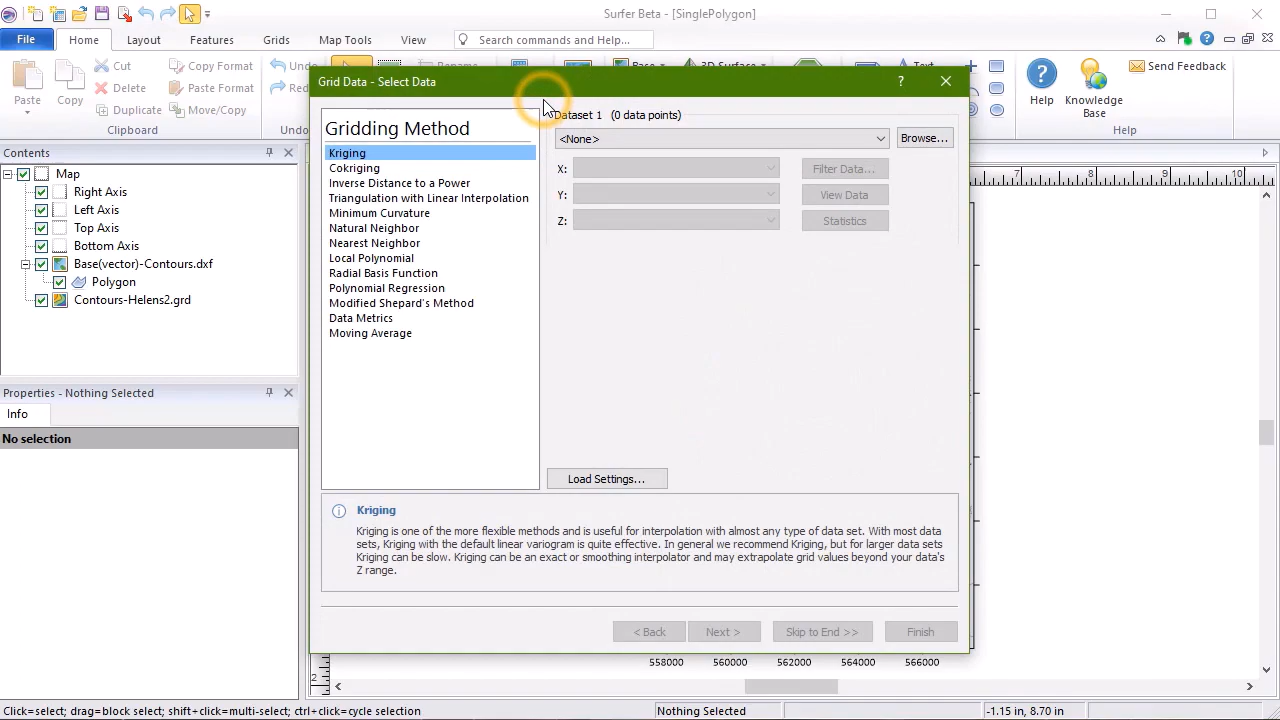 Surfer Beta - [SinglePolygon]
File Home Layout Features Grids Map Tools View Search commands and Help...
Paste Copy Cut Copy Format
Delete Paste Format
Duplicate Move/Copy
Clipboard
Undo
Undo
Base 3D Surface Text
Help Knowledge Base Send Feedback
Help
Contents
Map
Right Axis
Left Axis
Top Axis
Bottom Axis
Base(vector)-Contours.dxf
Polygon
Contours-Helens2.grd
Properties - Nothing Selected
Info
No selection
Grid Data - Select Data ?
Gridding Method
Kriging
Cokriging
Inverse Distance to a Power
Triangulation with Linear Interpolation
Minimum Curvature
Natural Neighbor
Nearest Neighbor
Local Polynomial
Radial Basis Function
Polynomial Regression
Modified Shepard's Method
Data Metrics
Moving Average
Dataset 1 (0 data points)
<None> Browse...
X: Filter Data...
Y: View Data
Z: Statistics
Load Settings...
Kriging
Kriging is one of the more flexible methods and is useful for interpolation with almost any type of data set. With most data
sets, Kriging with the default linear variogram is quite effective. In general we recommend Kriging, but for larger data sets
Kriging can be slow. Kriging can be an exact or smoothing interpolator and may extrapolate grid values beyond your data's
Z range.
< Back Next > Skip to End >> Finish
7 8 9 10
558000 560000 562000 564000 566000
2
Click=select; drag=block select; shift+click=multi-select; ctrl+click=cycle selection Nothing Selected -1.15 in, 8.70 in